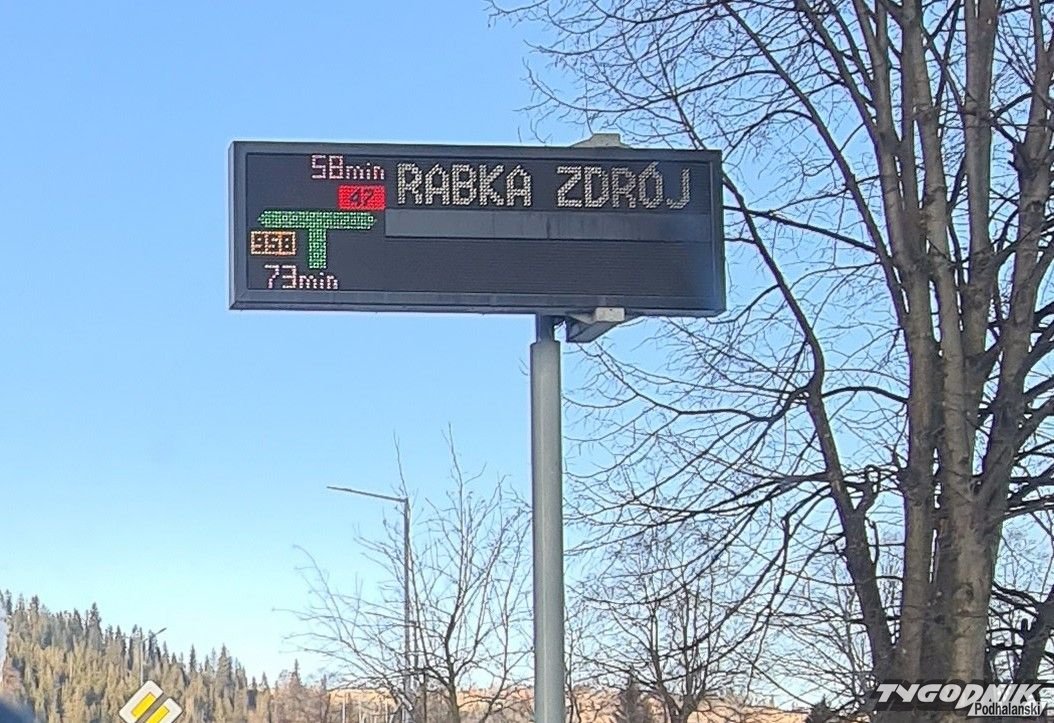 58min
47
RABKA ZDRÓJ
958
73min
TYGODNIK
Podhalański